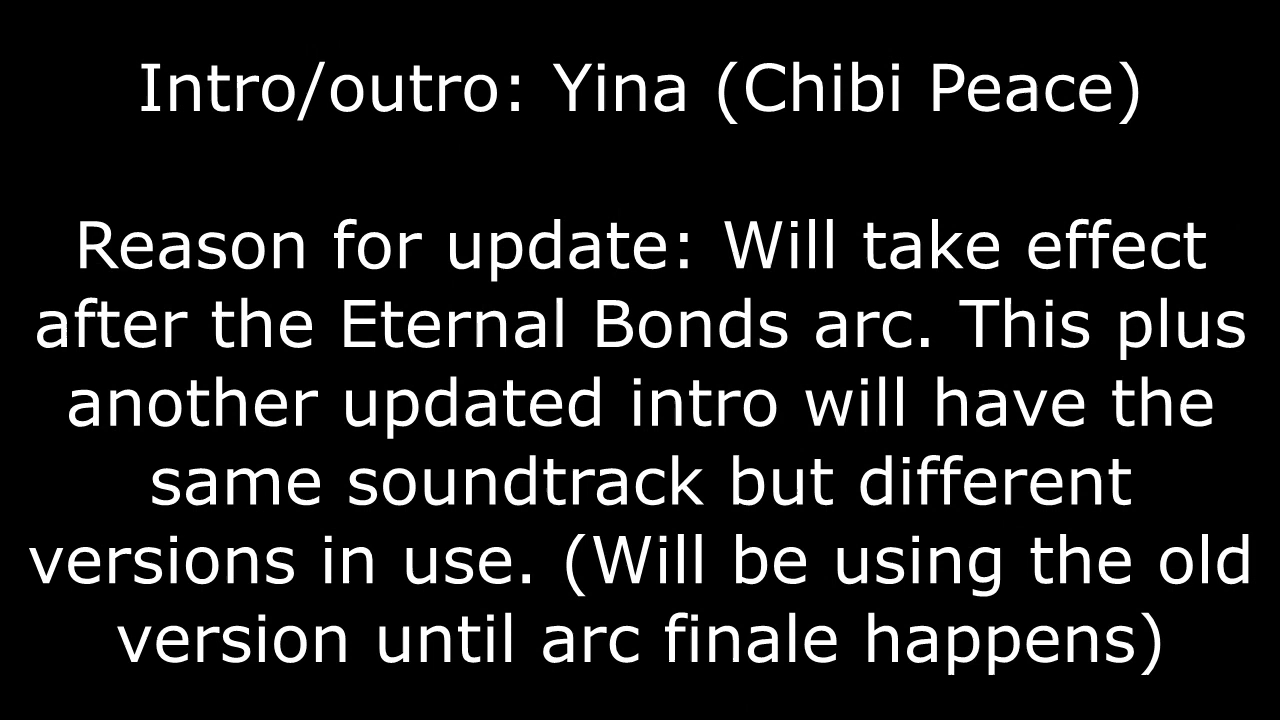 Intro/outro: Yina (Chibi Peace)
Reason for update: Will take effect
after the Eternal Bonds arc. This plus
another updated intro will have the
same soundtrack but different
versions in use. (Will be using the old
version until arc finale happens)